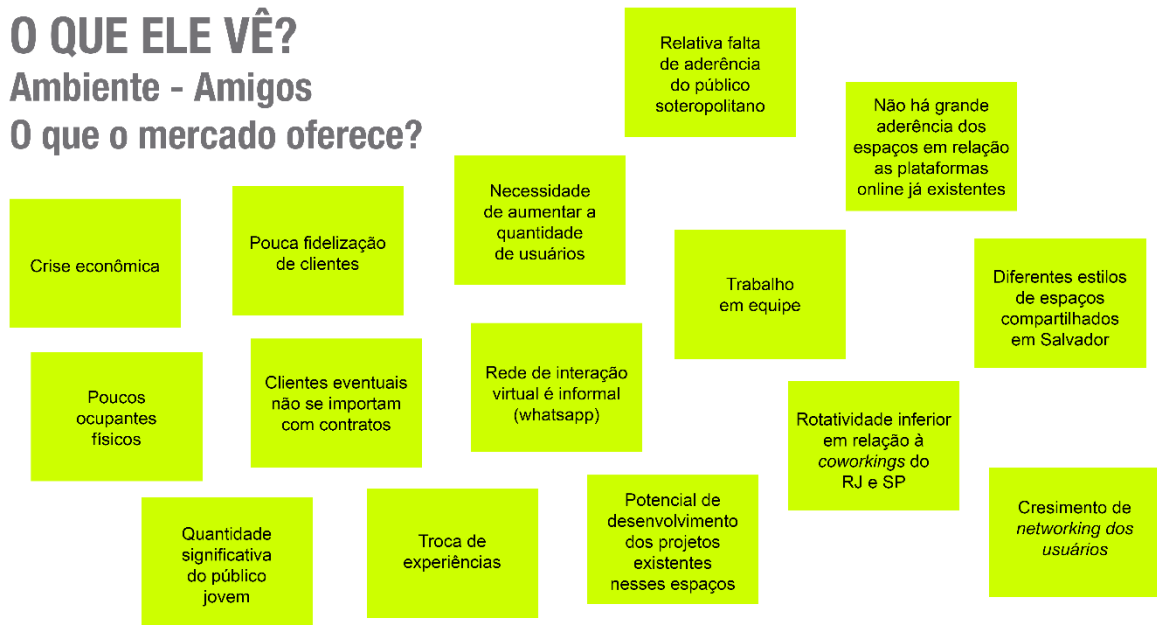 O QUE ELE VÊ?
Ambiente - Amigos
O que o mercado oferece?
Relativa falta
de aderência
do público
soteropolitano
Não há grande
aderência dos
espaços em relação
as plataformas
online já existentes
Necessidade
de aumentar a
quantidade
de usuários
Pouca fidelização
de clientes
Crise econômica
Trabalho
em equipe
Diferentes estilos
de espaços
compartilhados
em Salvador
Poucos
ocupantes
físicos
Clientes eventuais
não se importam
com contratos
Rede de interação
virtual é informal
(whatsapp)
Rotatividade inferior
em relação à
coworkings do
RJ e SP
Quantidade
significativa
do público
jovem
Troca de
experiências
Potencial de
desenvolvimento
dos projetos
existentes
nesses espaços
Cresimento de
networking dos
usuários